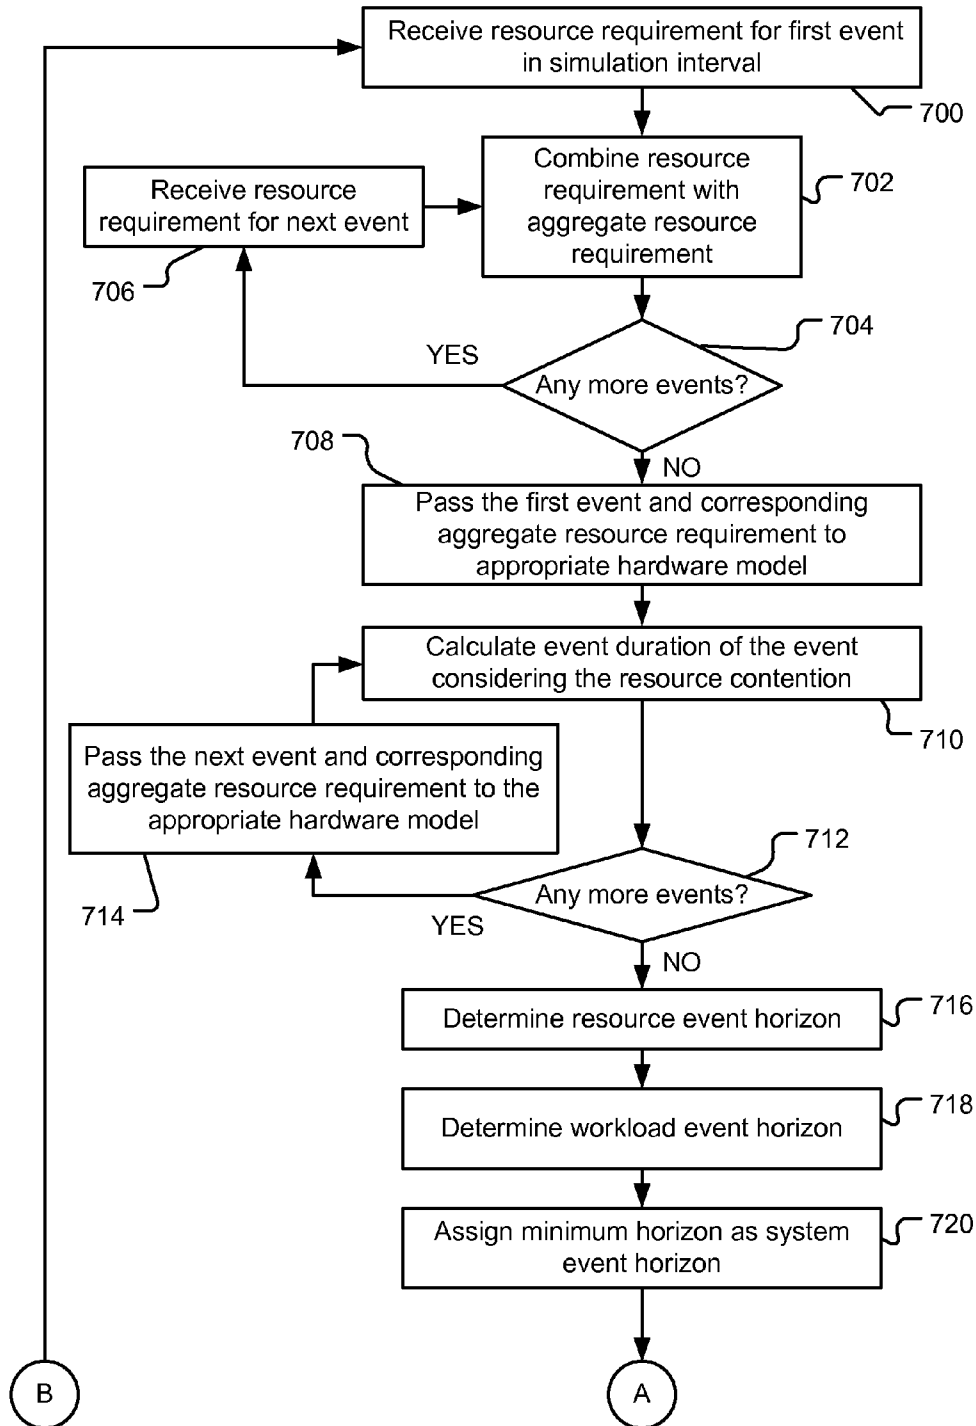 Receive resource requirement for first event
in simulation interval
700
Combine resource
requirement with
aggregate resource
requirement
702
Receive resource
requirement for next event
706
704
YES
Any more events?
708
NO
Pass the first event and corresponding
aggregate resource requirement to
appropriate hardware model
Calculate event duration of the event
considering the resource contention
710
Pass the next event and corresponding
aggregate resource requirement to the
appropriate hardware model
712
714
Any more events?
YES
NO
Determine resource event horizon
716
Determine workload event horizon
718
Assign minimum horizon as system
event horizon
720
B
A